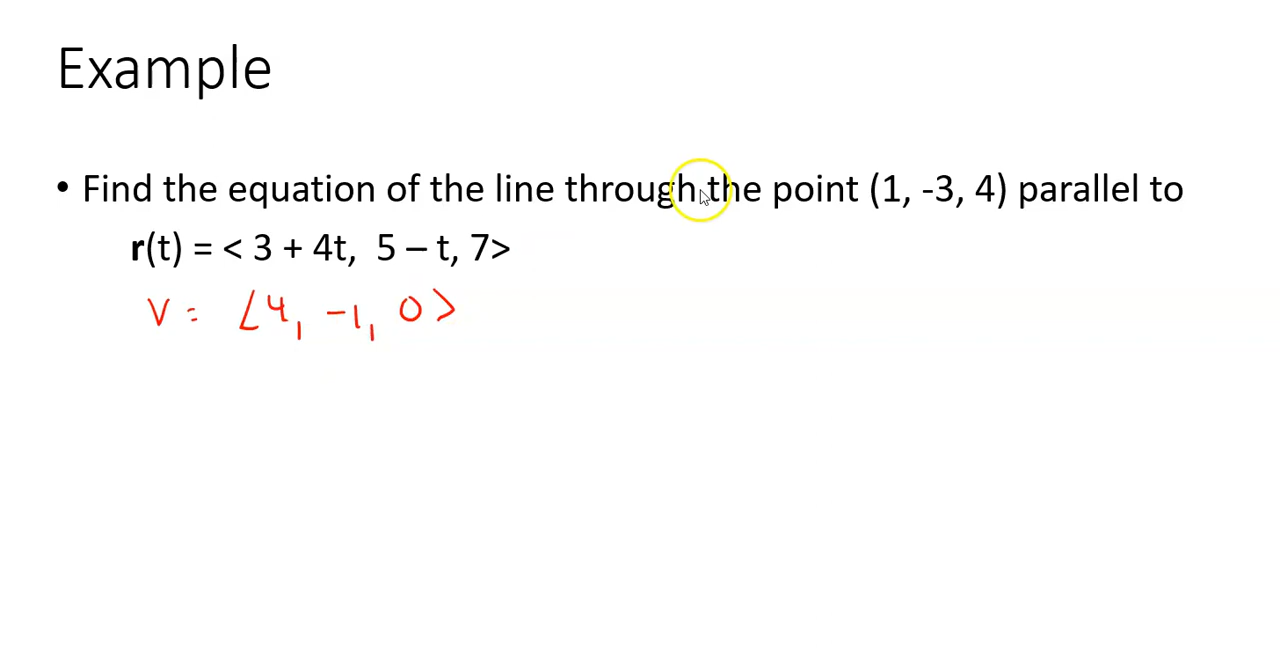 Example
• Find the equation of the line through the point (1, -3, 4) parallel to
r(t) = < 3 + 4t, 5 – t, 7>
v = ⟨4, -1, 0⟩